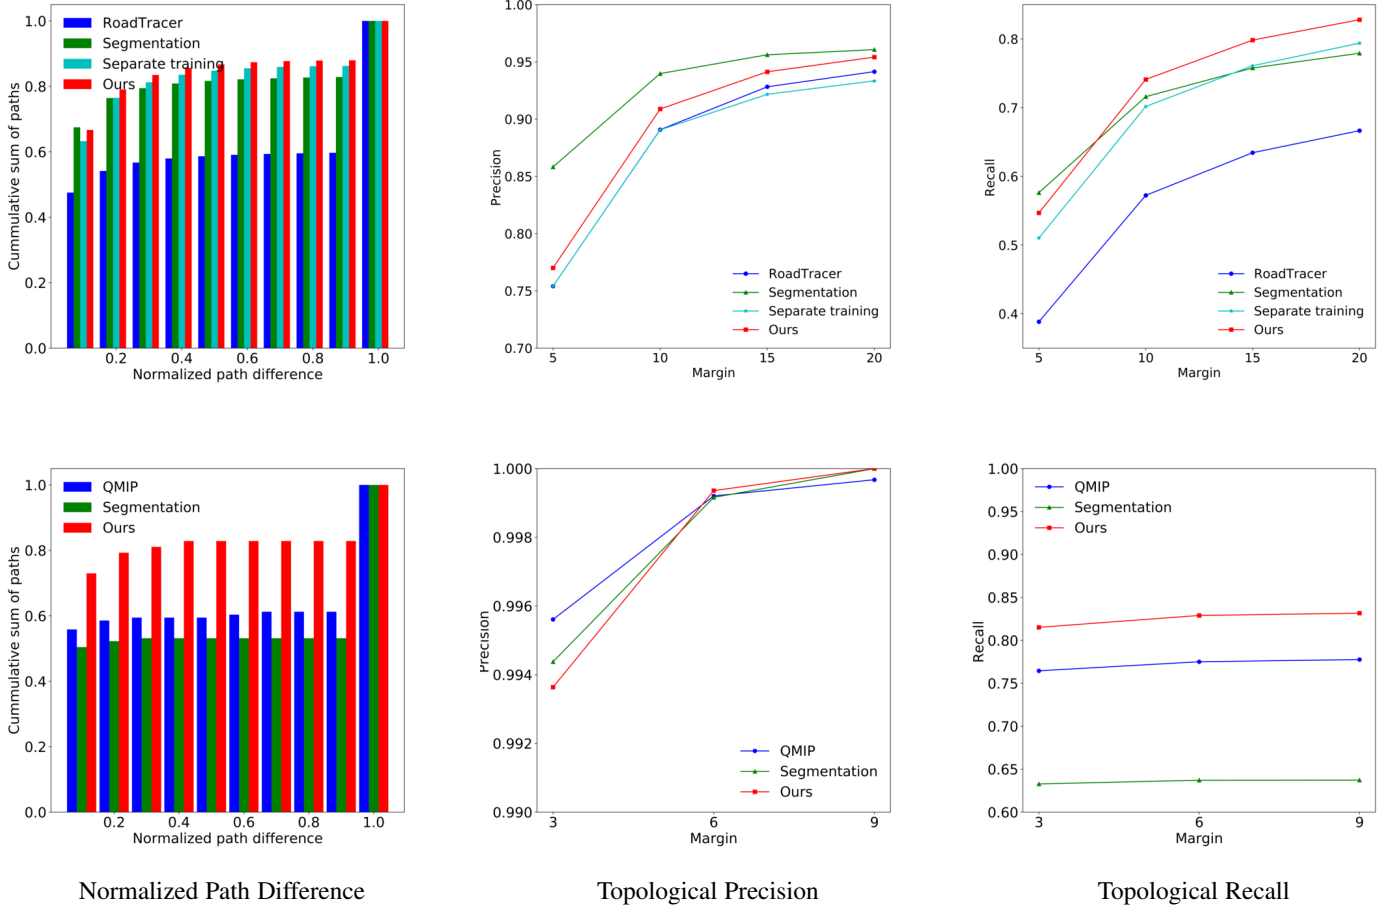 1.0
0.8
0.6
0.4
0.2
0.0
Cummulative sum of paths
RoadTracer
Segmentation
Separate training
Ours
0.2 0.4 0.6 0.8 1.0
Normalized path difference
1.00
0.95
0.90
0.85
0.80
0.75
0.70
Precision
RoadTracer
Segmentation
Separate training
Ours
5 10 15 20
Margin
0.8
0.7
0.6
0.5
0.4
Recall
RoadTracer
Segmentation
Separate training
Ours
5 10 15 20
Margin
1.0
0.8
0.6
0.4
0.2
0.0
Cummulative sum of paths
QMIP
Segmentation
Ours
0.2 0.4 0.6 0.8 1.0
Normalized path difference
1.000
0.998
0.996
0.994
0.992
0.990
Precision
QMIP
Segmentation
Ours
3 6 9
Margin
1.00
0.95
0.90
0.85
0.80
0.75
0.70
0.65
0.60
Recall
QMIP
Segmentation
Ours
3 6 9
Margin
Normalized Path Difference
Topological Precision
Topological Recall